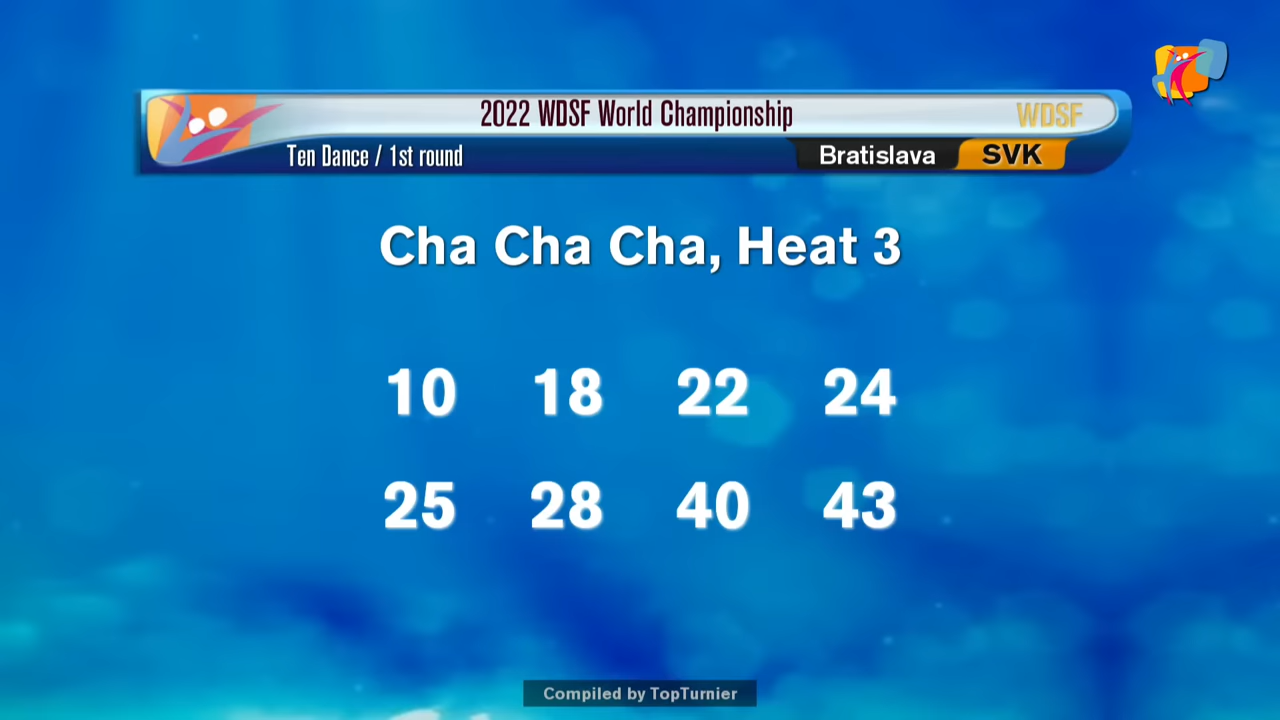 2022 WDSF World Championship
WDSF
Ten Dance / 1st round
Bratislava SVK
Cha Cha Cha, Heat 3
10 18 22 24
25 28 40 43
Compiled by TopTurnier